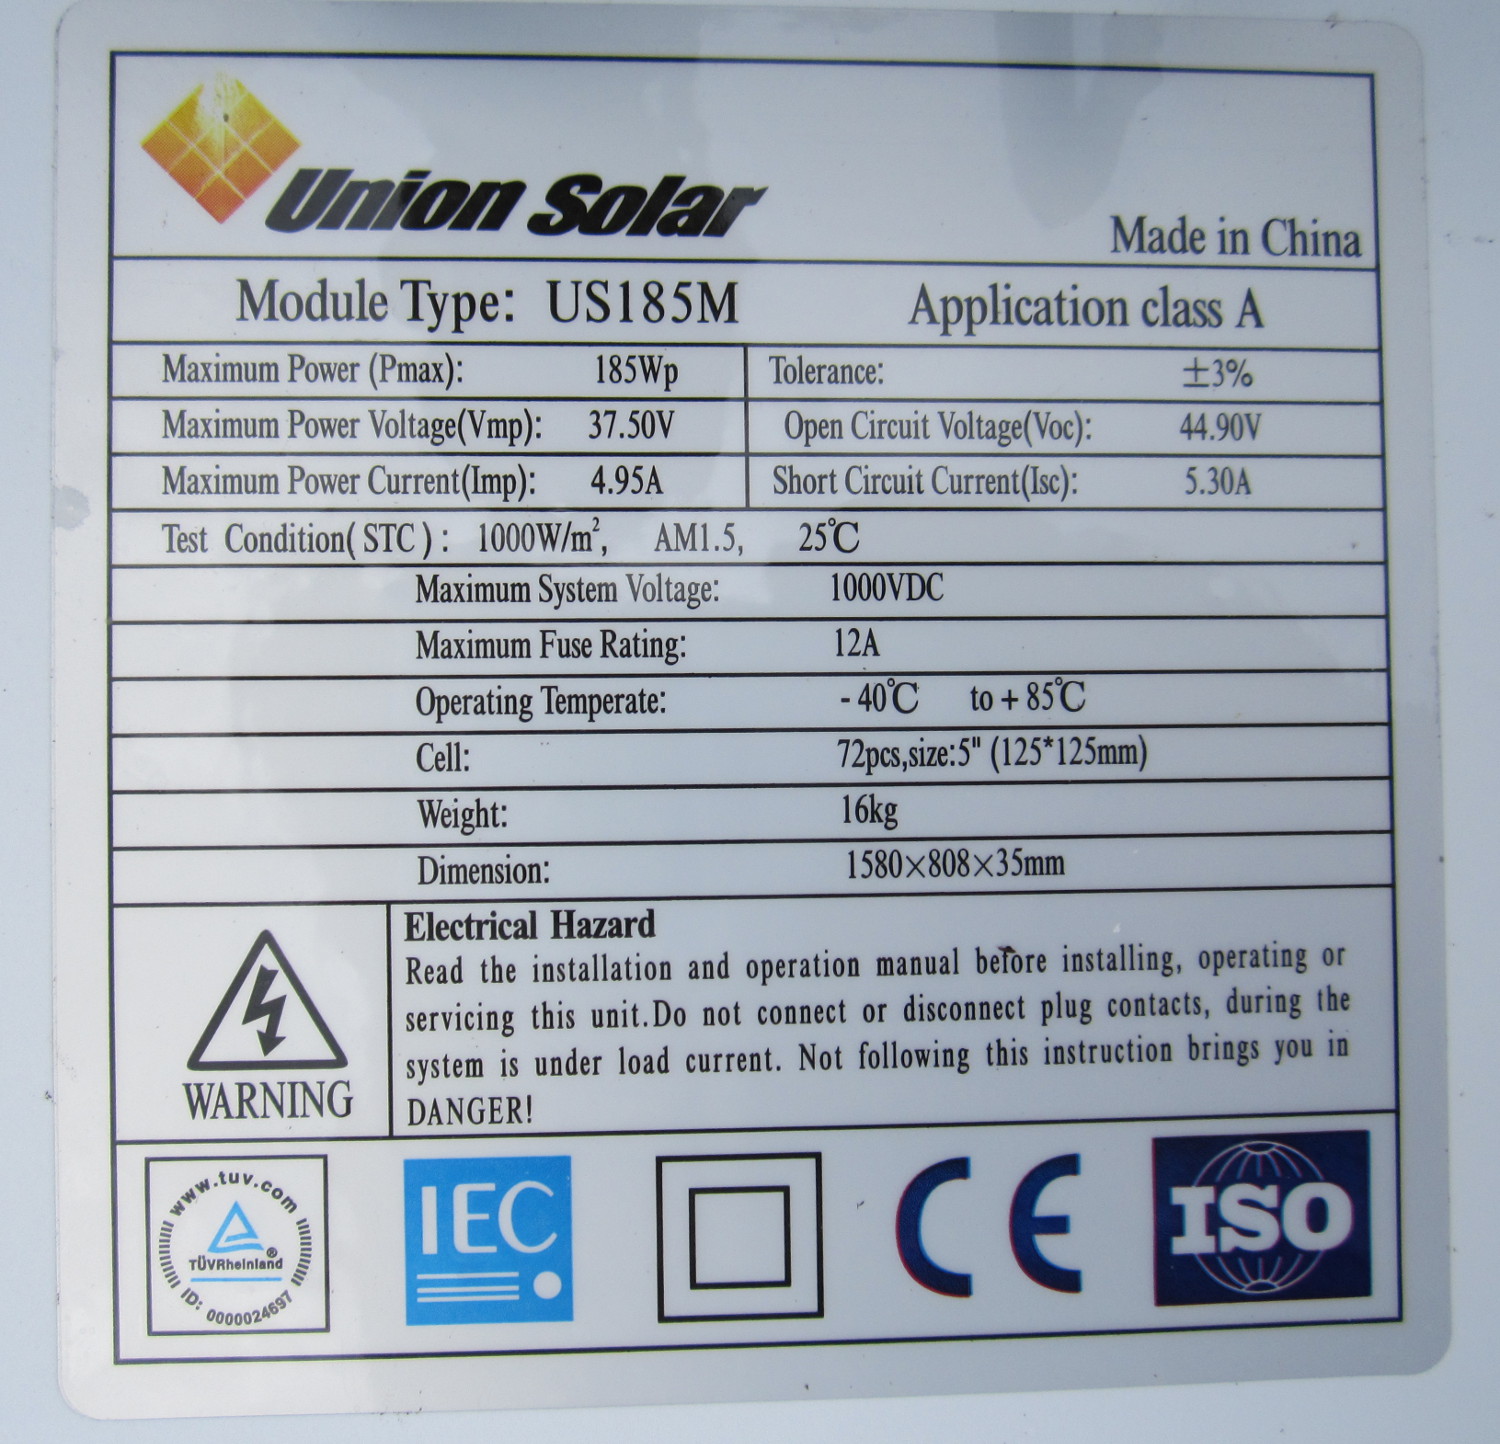 Union Solar
Made in China
Module Type: US185M Application class A
Maximum Power (Pmax): 185Wp Tolerance: ±3%
Maximum Power Voltage(Vmp): 37.50V Open Circuit Voltage(Voc): 44.90V
Maximum Power Current(Imp): 4.95A Short Circuit Current(Isc): 5.30A
Test Condition( STC ) : 1000W/m², AM1.5, 25℃
Maximum System Voltage: 1000VDC
Maximum Fuse Rating: 12A
Operating Temperate: - 40℃ to + 85℃
Cell: 72pcs,size:5" (125*125mm)
Weight: 16kg
Dimension: 1580×808×35mm
Electrical Hazard
Read the installation and operation manual before installing, operating or
servicing this unit.Do not connect or disconnect plug contacts, during the
system is under load current. Not following this instruction brings you in
DANGER!
WARNING
www.tuv.com
TÜVRheinland®
ID: 0000024697
IEC
CE
ISO